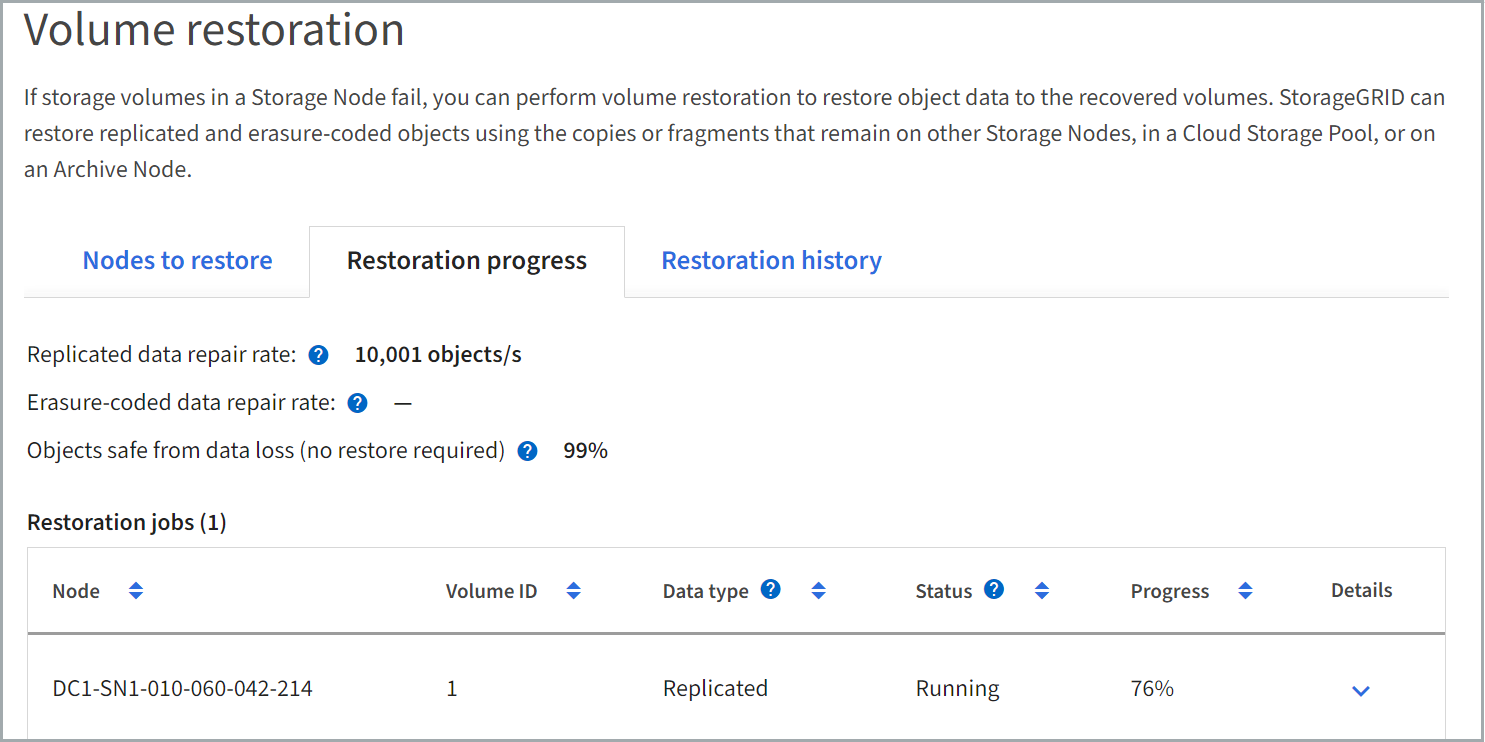 Volume restoration
If storage volumes in a Storage Node fail, you can perform volume restoration to restore object data to the recovered volumes. StorageGRID can
restore replicated and erasure-coded objects using the copies or fragments that remain on other Storage Nodes, in a Cloud Storage Pool, or on
an Archive Node.
Nodes to restore Restoration progress Restoration history
Replicated data repair rate: ? 10,001 objects/s
Erasure-coded data repair rate: ? —
Objects safe from data loss (no restore required) ? 99%
Restoration jobs (1)
Node Volume ID Data type ? Status ? Progress Details
DC1-SN1-010-060-042-214 1 Replicated Running 76%